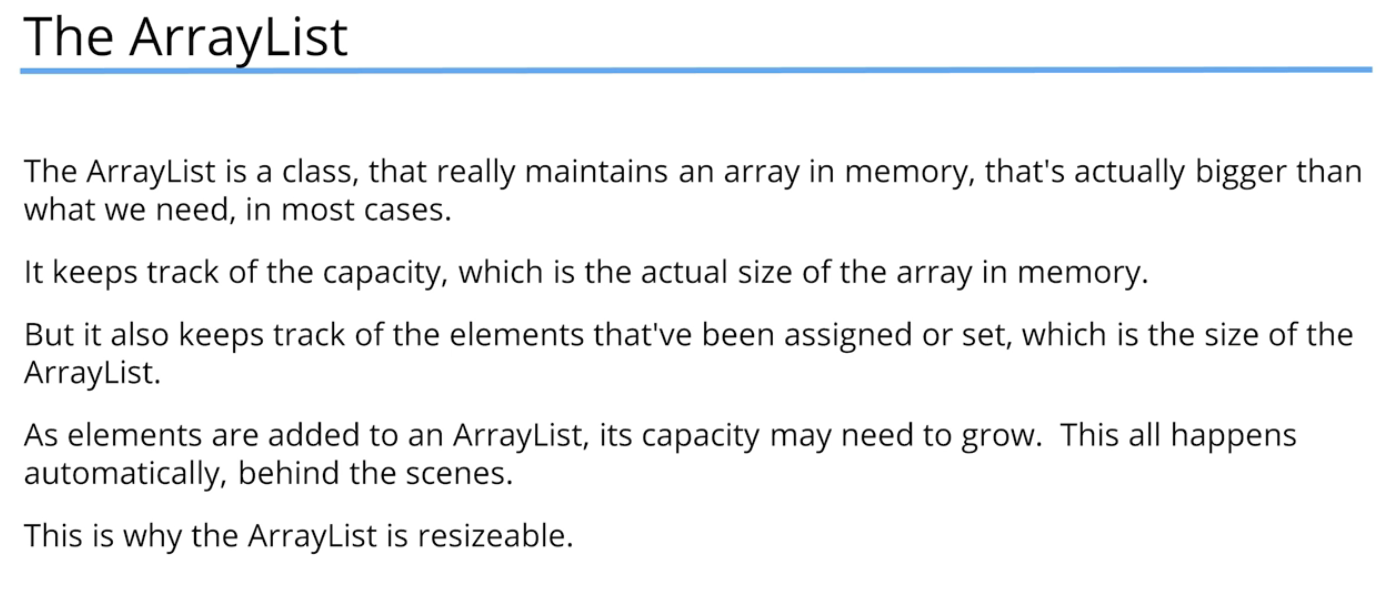 The ArrayList
The ArrayList is a class, that really maintains an array in memory, that's actually bigger than
what we need, in most cases.
It keeps track of the capacity, which is the actual size of the array in memory.
But it also keeps track of the elements that've been assigned or set, which is the size of the
ArrayList.
As elements are added to an ArrayList, its capacity may need to grow.  This all happens
automatically, behind the scenes.
This is why the ArrayList is resizeable.